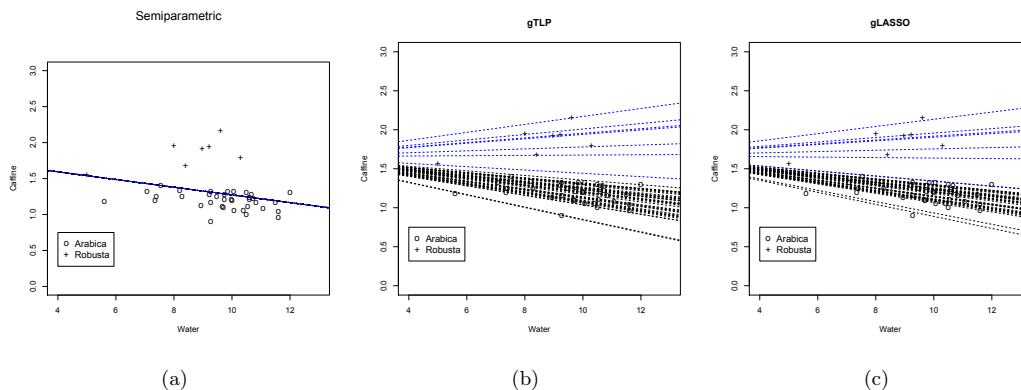 Semiparametric
Caffine
0.0 0.5 1.0 1.5 2.0 2.5 3.0
Arabica
Robusta
4 6 8 10 12
Water
(a)
gTLP
Caffine
0.0 0.5 1.0 1.5 2.0 2.5 3.0
Arabica
Robusta
4 6 8 10 12
Water
(b)
gLASSO
Caffine
0.0 0.5 1.0 1.5 2.0 2.5 3.0
Arabica
Robusta
4 6 8 10 12
Water
(c)